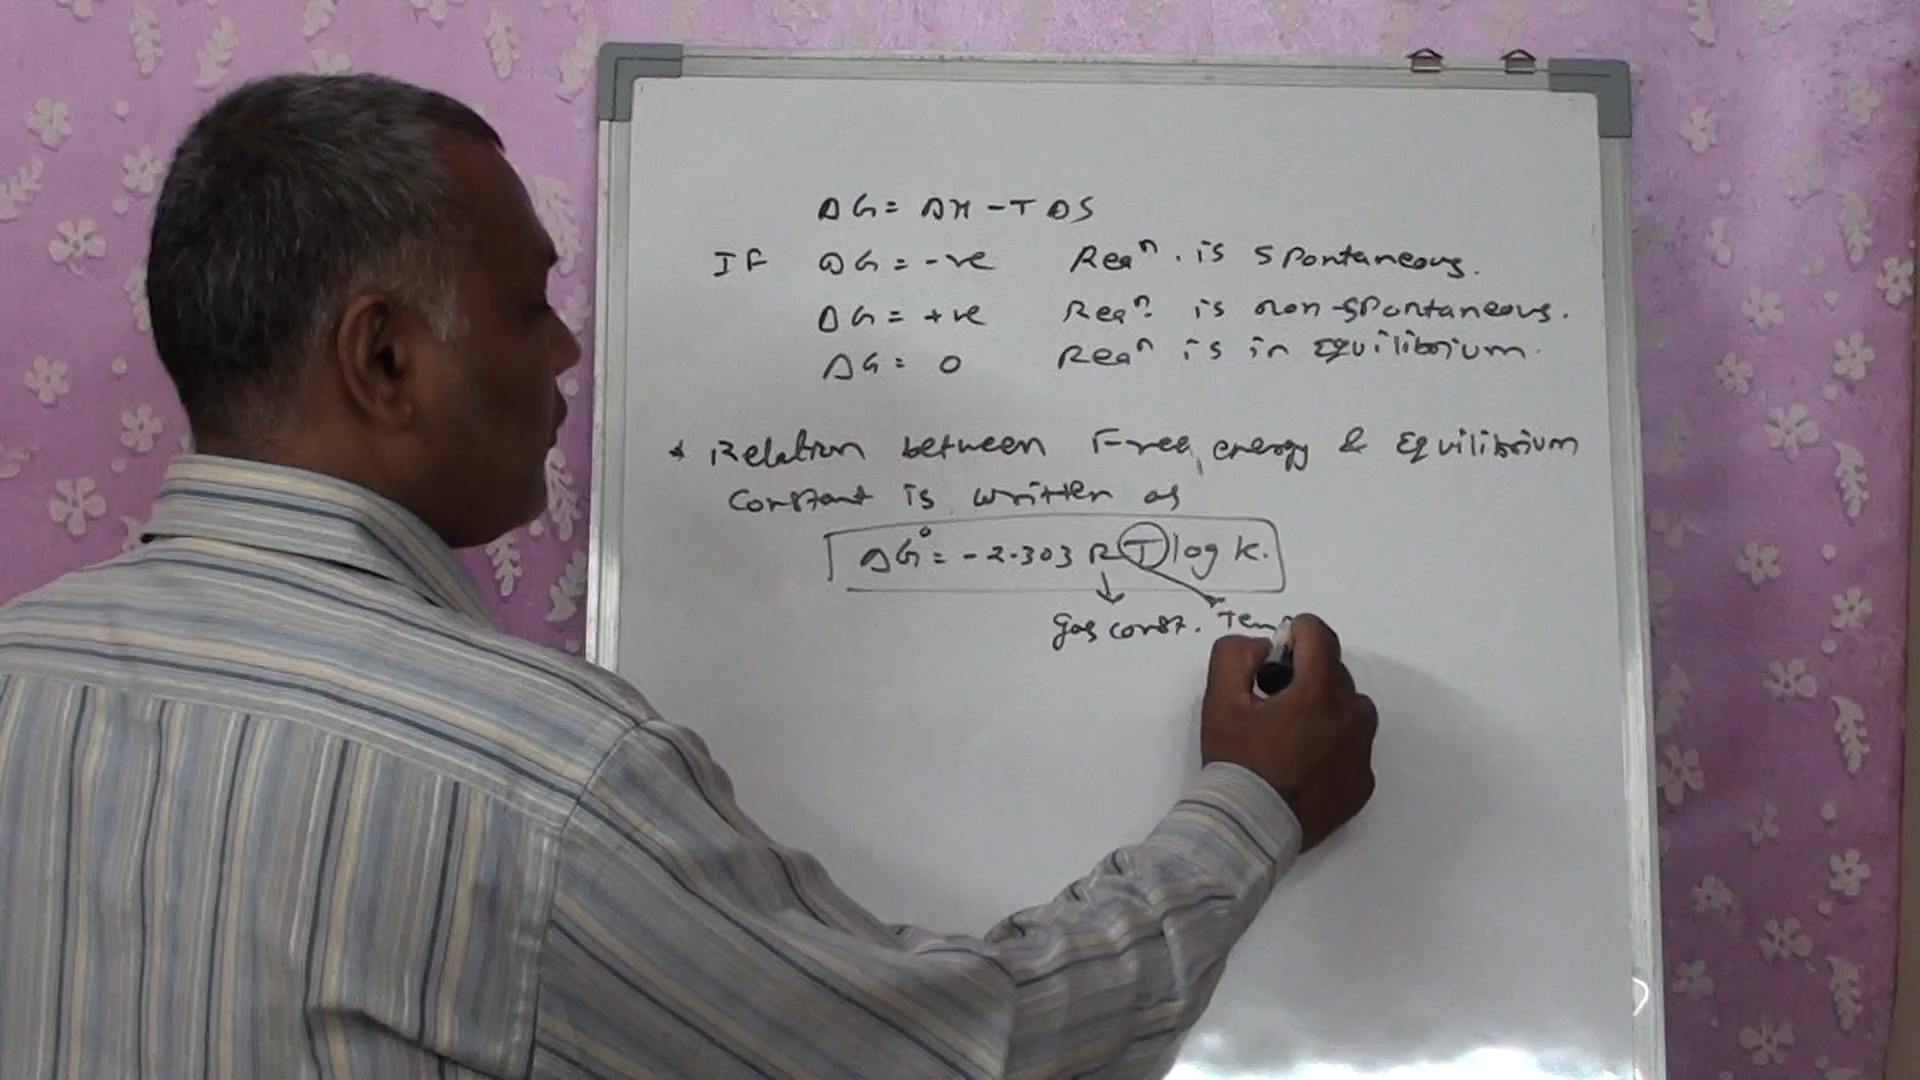 ΔG = ΔH - T ΔS
If ΔG = -ve Reaⁿ. is spontaneous.
ΔG = +ve Reaⁿ. is non-spontaneous.
ΔG = 0 Reaⁿ is in Equilibrium.
* Relation between Free energy & Equilibrium
constant is written as
ΔG° = -2.303 RT log K.
gas const. Tem